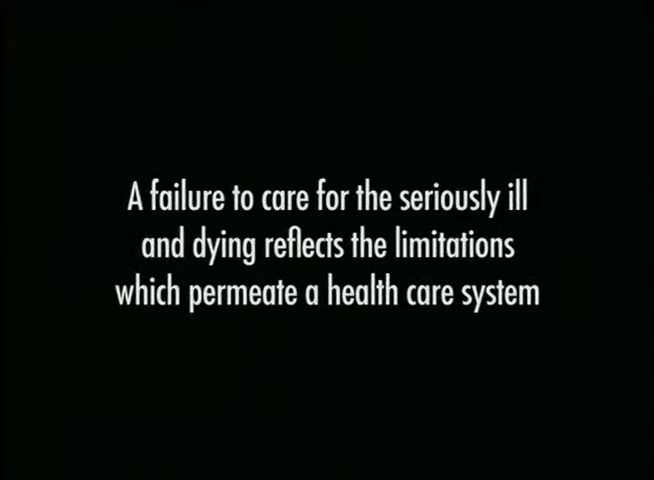 A failure to care for the seriously ill
and dying reflects the limitations
which permeate a health care system